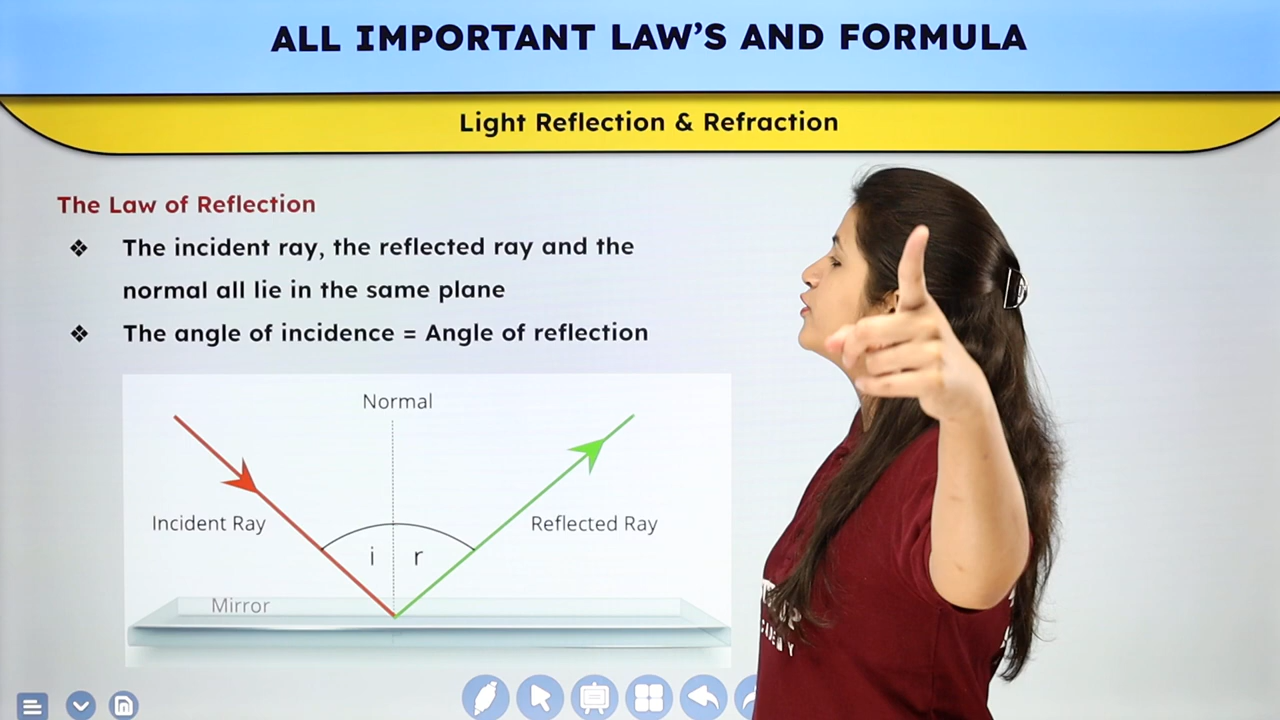 ALL IMPORTANT LAW'S AND FORMULA
Light Reflection & Refraction
The Law of Reflection
❖ The incident ray, the reflected ray and the
normal all lie in the same plane
❖ The angle of incidence = Angle of reflection
Normal
Incident Ray
Reflected Ray
i r
Mirror